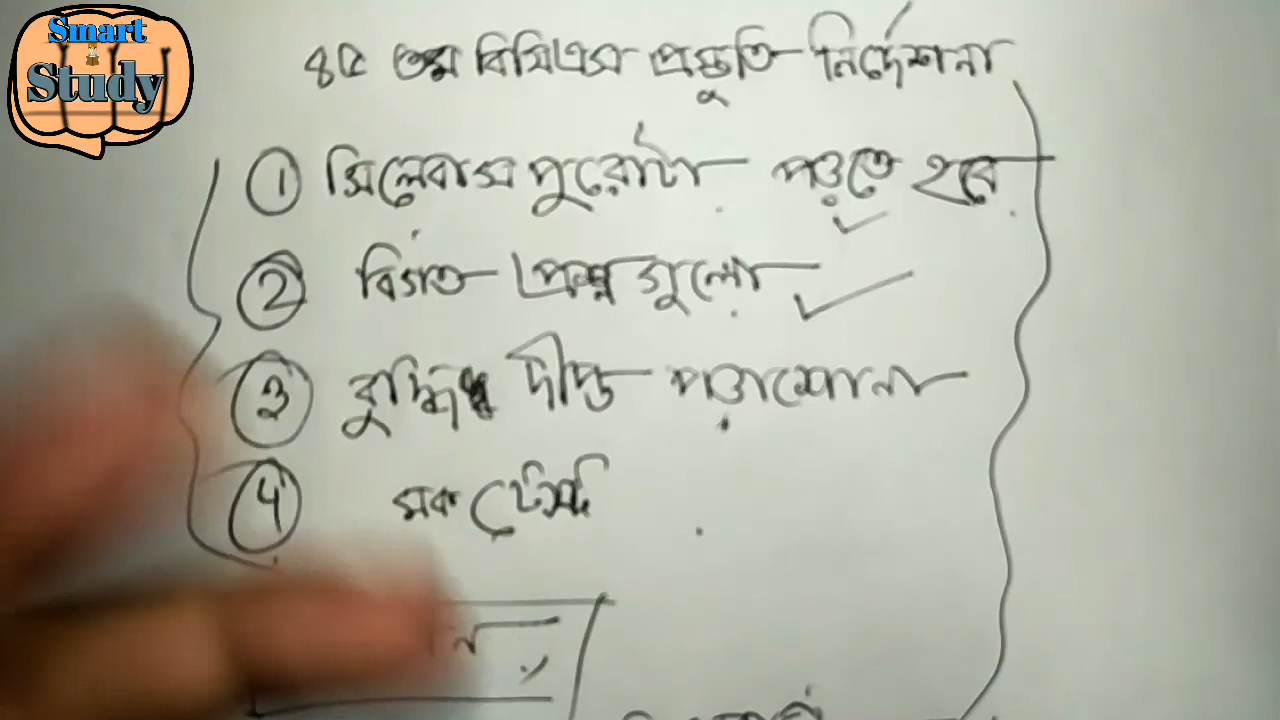 Smart
Study
৪৫ তম বিসিএস প্রস্তুতি নির্দেশনা
① সিলেবাস পুরোটা পড়তে হবে
② বিগত প্রশ্নগুলো
③ বুদ্ধিদীপ্ত পড়াশোনা
④ মক টেস্ট